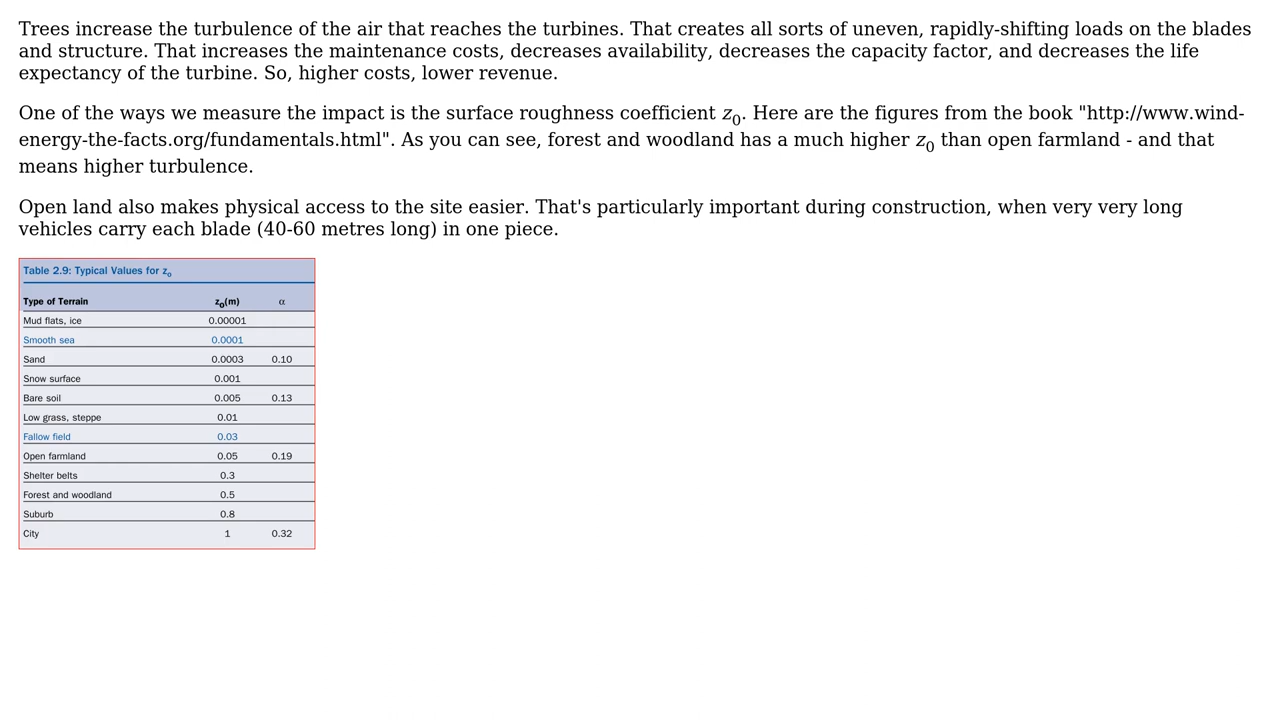 Trees increase the turbulence of the air that reaches the turbines. That creates all sorts of uneven, rapidly-shifting loads on the blades
and structure. That increases the maintenance costs, decreases availability, decreases the capacity factor, and decreases the life
expectancy of the turbine. So, higher costs, lower revenue.
One of the ways we measure the impact is the surface roughness coefficient z0. Here are the figures from the book "http://www.wind-
energy-the-facts.org/fundamentals.html". As you can see, forest and woodland has a much higher z0 than open farmland - and that
means higher turbulence.
Open land also makes physical access to the site easier. That's particularly important during construction, when very very long
vehicles carry each blade (40-60 metres long) in one piece.
Table 2.9: Typical Values for z0
Type of Terrain z0(m) α
Mud flats, ice 0.00001
Smooth sea 0.0001
Sand 0.0003 0.10
Snow surface 0.001
Bare soil 0.005 0.13
Low grass, steppe 0.01
Fallow field 0.03
Open farmland 0.05 0.19
Shelter belts 0.3
Forest and woodland 0.5
Suburb 0.8
City 1 0.32